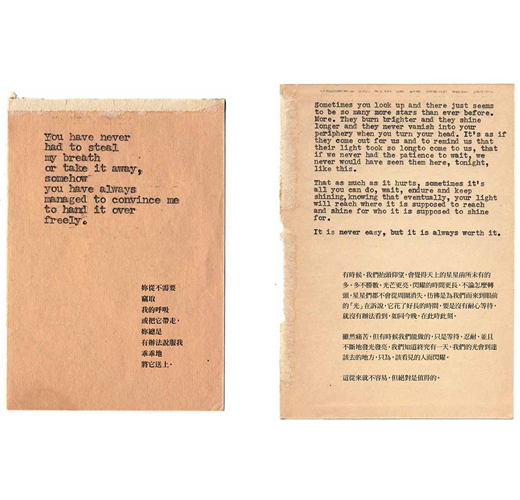 You have never
had to steal
my breath
or take it away,
somehow
you have always
managed to convince me
to hand it over
freely.
妳從不需要
竊取
我的呼吸
或把它帶走，
妳總是
有辦法說服我
乖乖地
將它送上。
Sometimes you look up and there just seems
to be so many more stars than ever before.
More. They burn brighter and they shine
longer and they never vanish into your
periphery when you turn your head. It's as if
they come out for us and to remind us that
their light took so longto come to us, that
if we never had the patience to wait, we
never would have seen them here, tonight,
like this.
That as much as it hurts, sometimes it's
all you can do, wait, endure and keep
shining,knowing that eventually, your light
will reach where it is supposed to reach
and shine for who it is supposed to shine
for.
It is never easy, but it is always worth it.
有時候，我們抬頭仰望，會覺得天上的星星前所未有的
多。多不勝數，光芒更亮、閃耀的時間更長，不論怎麼轉
頭，星星們都不會從周圍消失。彷彿是為我們而來到眼前
的「光」在訴說，它花了好長的時間，要是沒有耐心等待，
就沒有辦法看到，如同今晚，在此時此刻。
雖然痛苦，但有時候我們能做的，只是等待、忍耐，並且
不斷地發光發亮，我們知道終究有一天，我們的光會到達
該去的地方，只為，該看見的人而閃耀。
這從來就不容易，但絕對是值得的。